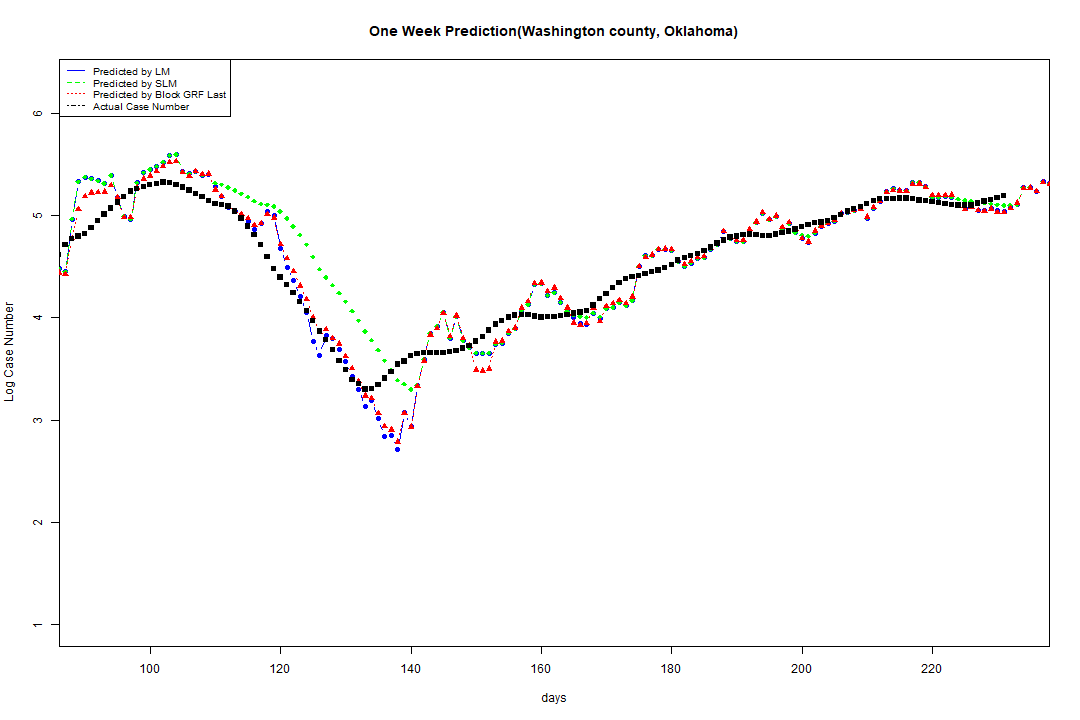 One Week Prediction(Washington county, Oklahoma)
Predicted by LM
Predicted by SLM
Predicted by Block GRF Last
Actual Case Number
6
5
4
3
2
1
Log Case Number
100 120 140 160 180 200 220
days